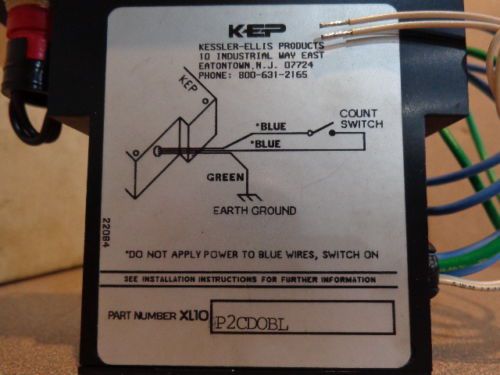 KEP
KESSLER-ELLIS PRODUCTS
10 INDUSTRIAL WAY EAST
EATONTOWN, N.J. 07724
PHONE: 800-631-2165
KEP
COUNT
SWITCH
*BLUE
*BLUE
GREEN
EARTH GROUND
22084
*DO NOT APPLY POWER TO BLUE WIRES, SWITCH ON
SEE INSTALLATION INSTRUCTIONS FOR FURTHER INFORMATION
PART NUMBER XL10 P2CDOBL